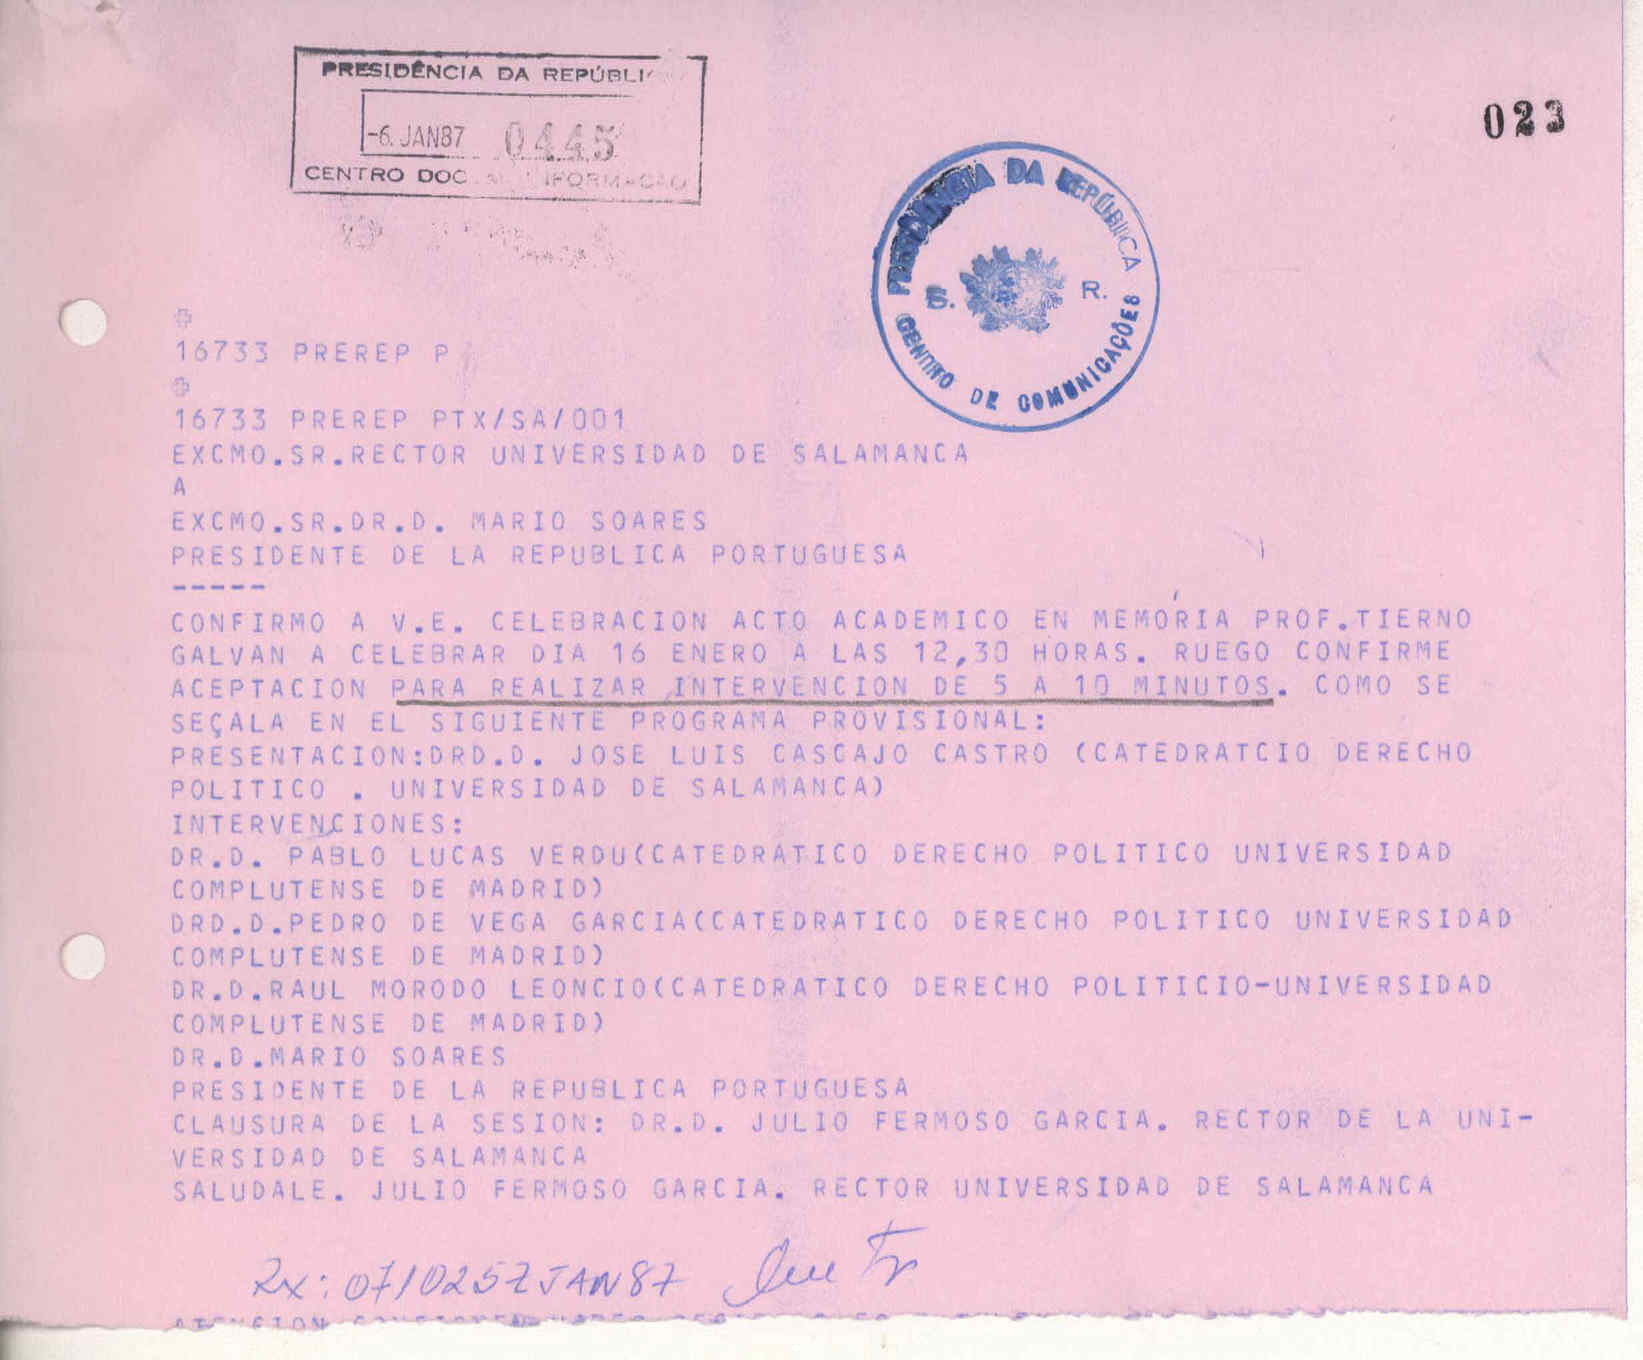 PRESIDÊNCIA DA REPÚBLI
-6. JAN87 0445
CENTRO DOC INFORMAÇÃO
023
PRESIDÊNCIA DA REPÚBLICA
S. R.
CENTRO DE COMUNICAÇÕES
16733 PREREP P
16733 PREREP PTX/SA/001
EXCMO.SR.RECTOR UNIVERSIDAD DE SALAMANCA
A
EXCMO.SR.DR.D. MARIO SOARES
PRESIDENTE DE LA REPUBLICA PORTUGUESA
-----
CONFIRMO A V.E. CELEBRACION ACTO ACADEMICO EN MEMORIA PROF.TIERNO
GALVAN A CELEBRAR DIA 16 ENERO A LAS 12,30 HORAS. RUEGO CONFIRME
ACEPTACION PARA REALIZAR INTERVENCION DE 5 A 10 MINUTOS. COMO SE
SEÇALA EN EL SIGUIENTE PROGRAMA PROVISIONAL:
PRESENTACION:DRD.D. JOSE LUIS CASCAJO CASTRO (CATEDRATCIO DERECHO
POLITICO . UNIVERSIDAD DE SALAMANCA)
INTERVENCIONES:
DR.D. PABLO LUCAS VERDU(CATEDRATICO DERECHO POLITICO UNIVERSIDAD
COMPLUTENSE DE MADRID)
DRD.D.PEDRO DE VEGA GARCIA(CATEDRATICO DERECHO POLITICO UNIVERSIDAD
COMPLUTENSE DE MADRID)
DR.D.RAUL MORODO LEONCIO(CATEDRATICO DERECHO POLITICIO-UNIVERSIDAD
COMPLUTENSE DE MADRID)
DR.D.MARIO SOARES
PRESIDENTE DE LA REPUBLICA PORTUGUESA
CLAUSURA DE LA SESION: DR.D. JULIO FERMOSO GARCIA. RECTOR DE LA UNI-
VERSIDAD DE SALAMANCA
SALUDALE. JULIO FERMOSO GARCIA. RECTOR UNIVERSIDAD DE SALAMANCA
Rx: 071025Z JAN87